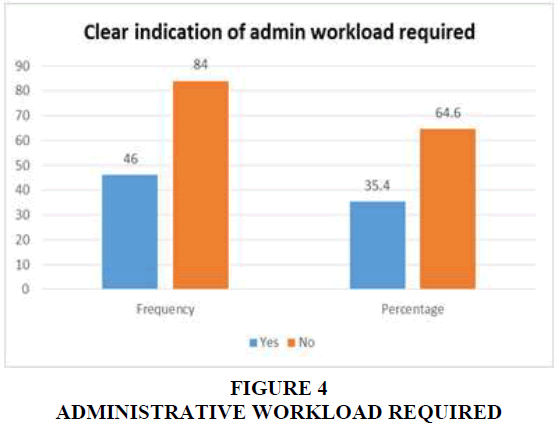 Clear indication of admin workload required
90
80
70
60
50
40
30
20
10
0
46
84
35.4
64.6
Frequency
Percentage
Yes No
FIGURE 4
ADMINISTRATIVE WORKLOAD REQUIRED